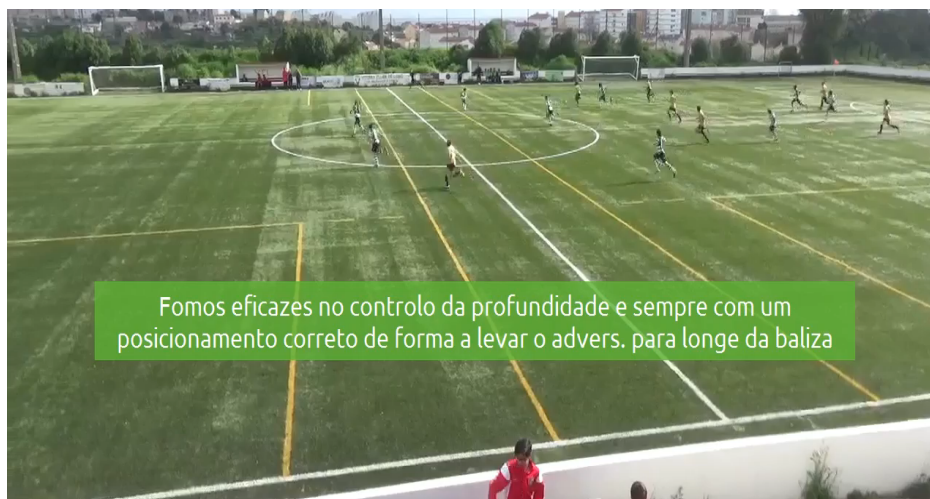 Fomos eficazes no controlo da profundidade e sempre com um
posicionamento correto de forma a levar o advers. para longe da baliza